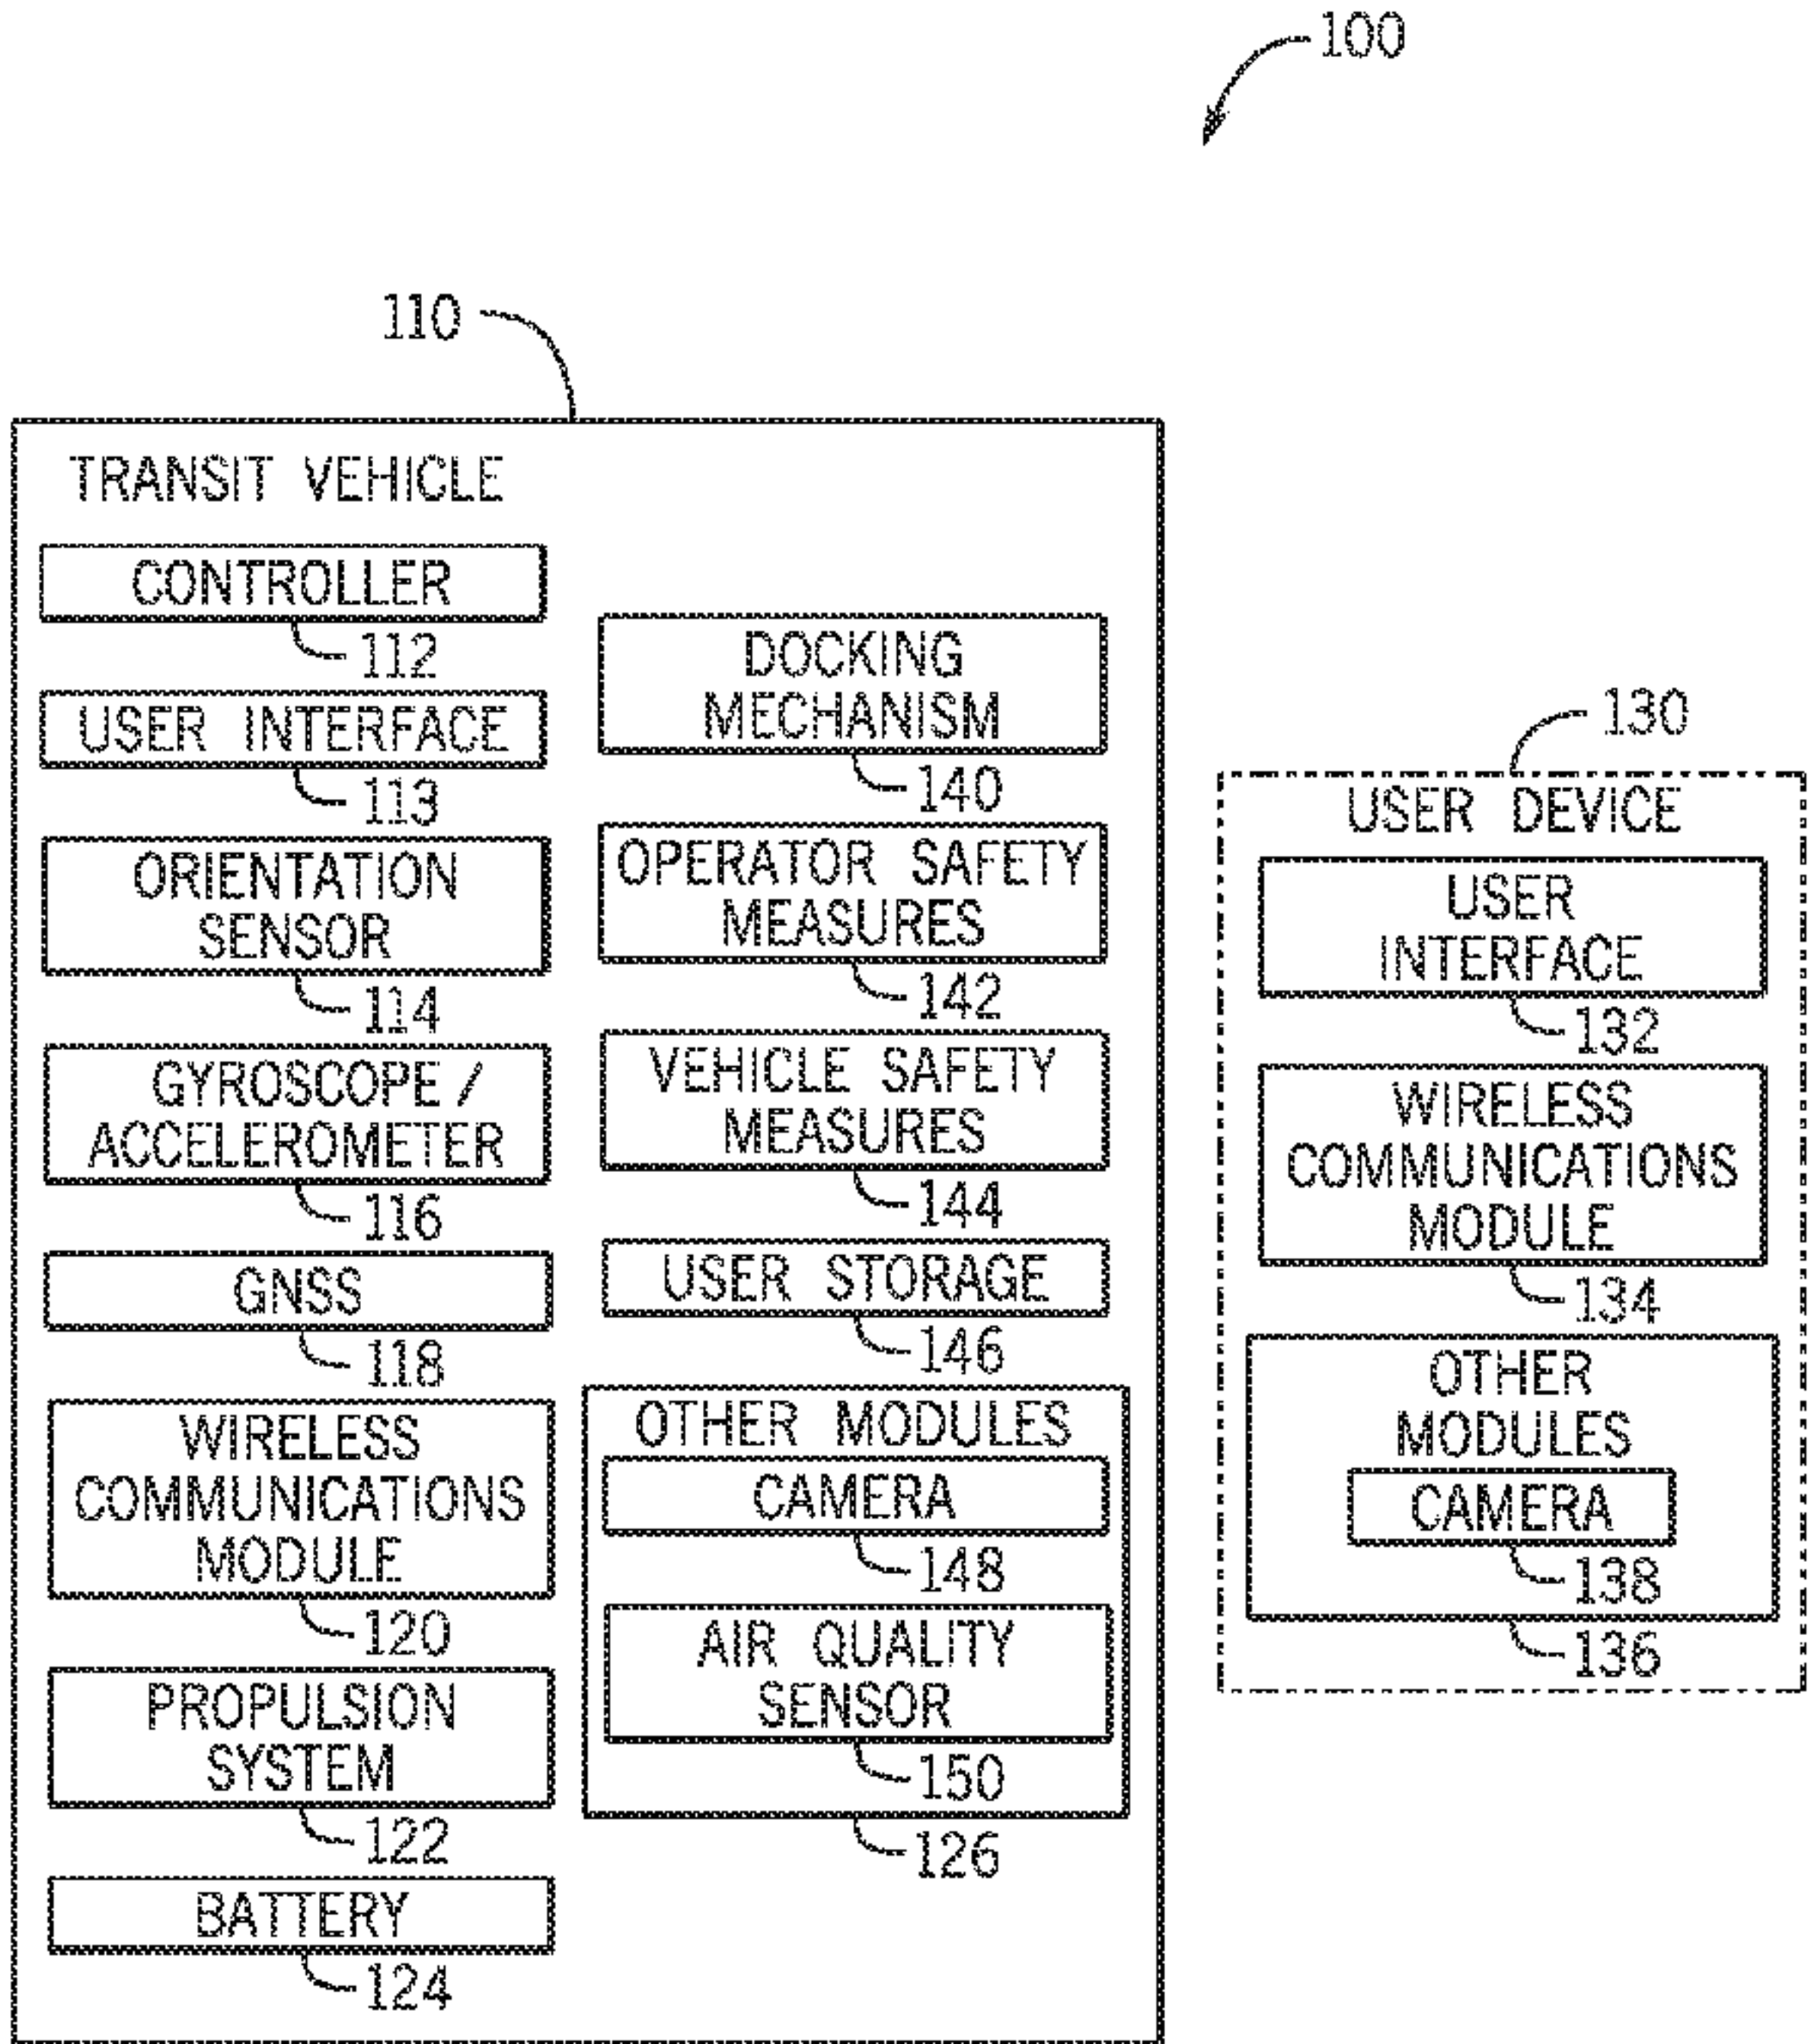 100
110
TRANSIT VEHICLE
CONTROLLER
112
USER INTERFACE
113
ORIENTATION
SENSOR
114
GYROSCOPE /
ACCELEROMETER
116
GNSS
118
WIRELESS
COMMUNICATIONS
MODULE
120
PROPULSION
SYSTEM
122
BATTERY
124
DOCKING
MECHANISM
140
OPERATOR SAFETY
MEASURES
142
VEHICLE SAFETY
MEASURES
144
USER STORAGE
146
OTHER MODULES
CAMERA
148
AIR QUALITY
SENSOR
150
126
130
USER DEVICE
USER
INTERFACE
132
WIRELESS
COMMUNICATIONS
MODULE
134
OTHER
MODULES
CAMERA
138
136